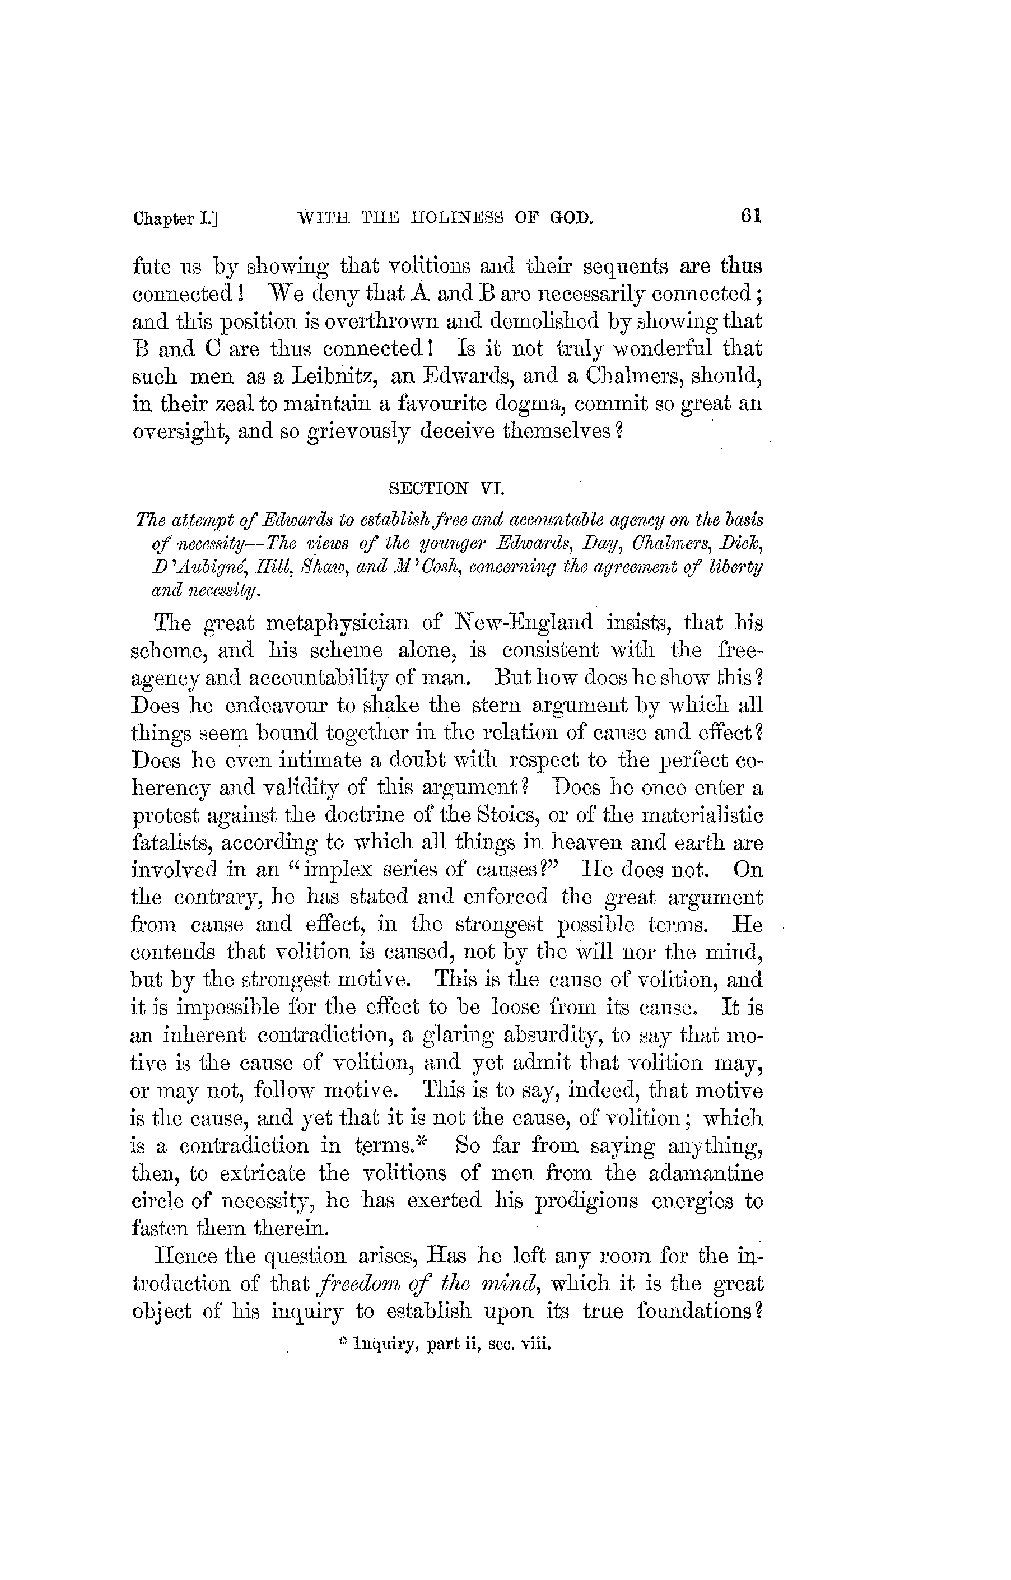 Chapter I.] WITH THE HOLINESS OF GOD. 61
fute us by showing that volitions and their sequents are thus
connected! We deny that A and B are necessarily connected;
and this position is overthrown and demolished by showing that
B and C are thus connected! Is it not truly wonderful that
such men as a Leibnitz, an Edwards, and a Chalmers, should,
in their zeal to maintain a favourite dogma, commit so great an
oversight, and so grievously deceive themselves?
SECTION VI.
The attempt of Edwards to establish free and accountable agency on the basis
of necessity—The views of the younger Edwards, Day, Chalmers, Dick,
D'Aubigné, Hill, Shaw, and M'Cosh, concerning the agreement of liberty
and necessity.
The great metaphysician of New-England insists, that his
scheme, and his scheme alone, is consistent with the free-
agency and accountability of man. But how does he show this?
Does he endeavour to shake the stern argument by which all
things seem bound together in the relation of cause and effect?
Does he even intimate a doubt with respect to the perfect co-
herency and validity of this argument? Does he once enter a
protest against the doctrine of the Stoics, or of the materialistic
fatalists, according to which all things in heaven and earth are
involved in an "implex series of causes?" He does not. On
the contrary, he has stated and enforced the great argument
from cause and effect, in the strongest possible terms. He
contends that volition is caused, not by the will nor the mind,
but by the strongest motive. This is the cause of volition, and
it is impossible for the effect to be loose from its cause. It is
an inherent contradiction, a glaring absurdity, to say that mo-
tive is the cause of volition, and yet admit that volition may,
or may not, follow motive. This is to say, indeed, that motive
is the cause, and yet that it is not the cause, of volition; which
is a contradiction in terms.* So far from saying anything,
then, to extricate the volitions of men from the adamantine
circle of necessity, he has exerted his prodigious energies to
fasten them therein.
Hence the question arises, Has he left any room for the in-
troduction of that freedom of the mind, which it is the great
object of his inquiry to establish upon its true foundations?
* Inquiry, part ii, sec. viii.